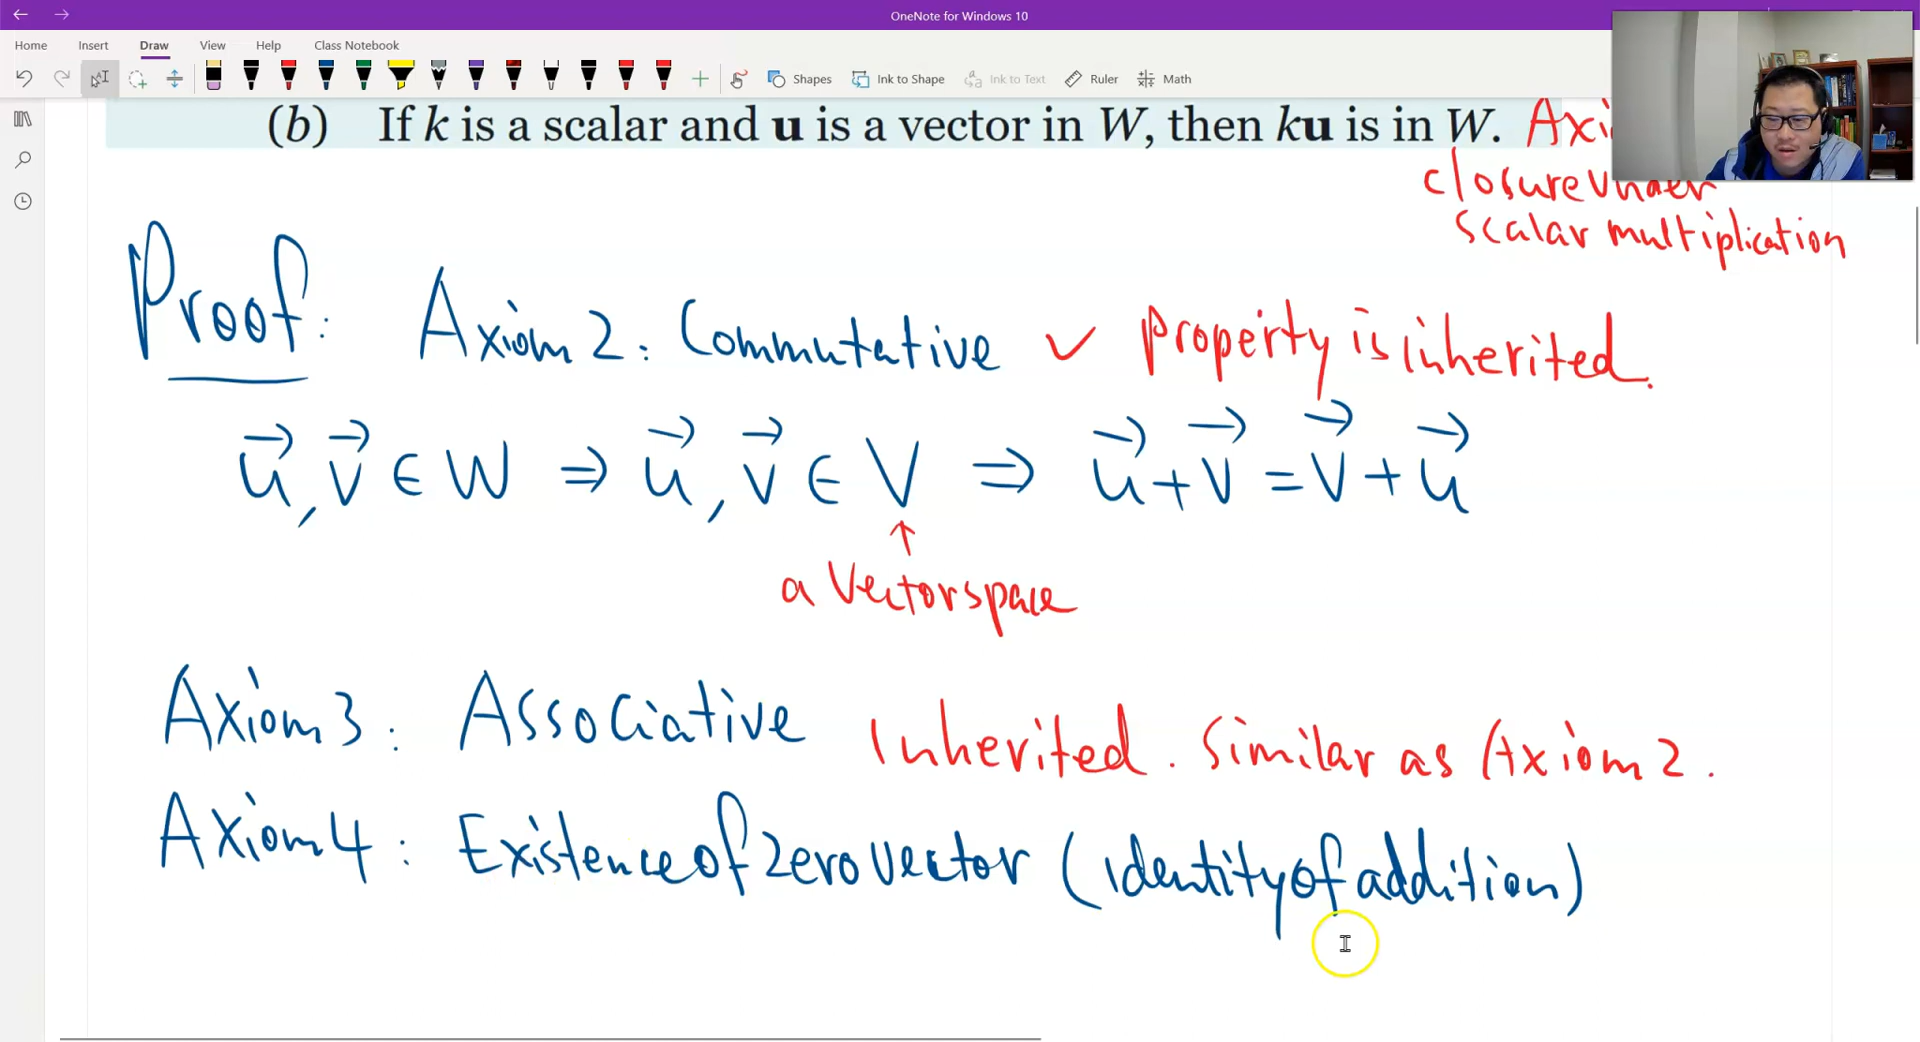 OneNote for Windows 10
Home Insert Draw View Help Class Notebook
Shapes Ink to Shape Ink to Text Ruler Math
(b) If k is a scalar and u is a vector in W, then ku is in W.
closure under
scalar multiplication
Proof: Axiom 2: Commutative ✓ Property is inherited.
u⃗, v⃗ ∈ W ⇒ u⃗, v⃗ ∈ V ⇒ u⃗ + v⃗ = v⃗ + u⃗
↑
a vector space
Axiom 3: Associative Inherited. Similar as Axiom 2.
Axiom 4: Existence of zero vector (identity of addition)